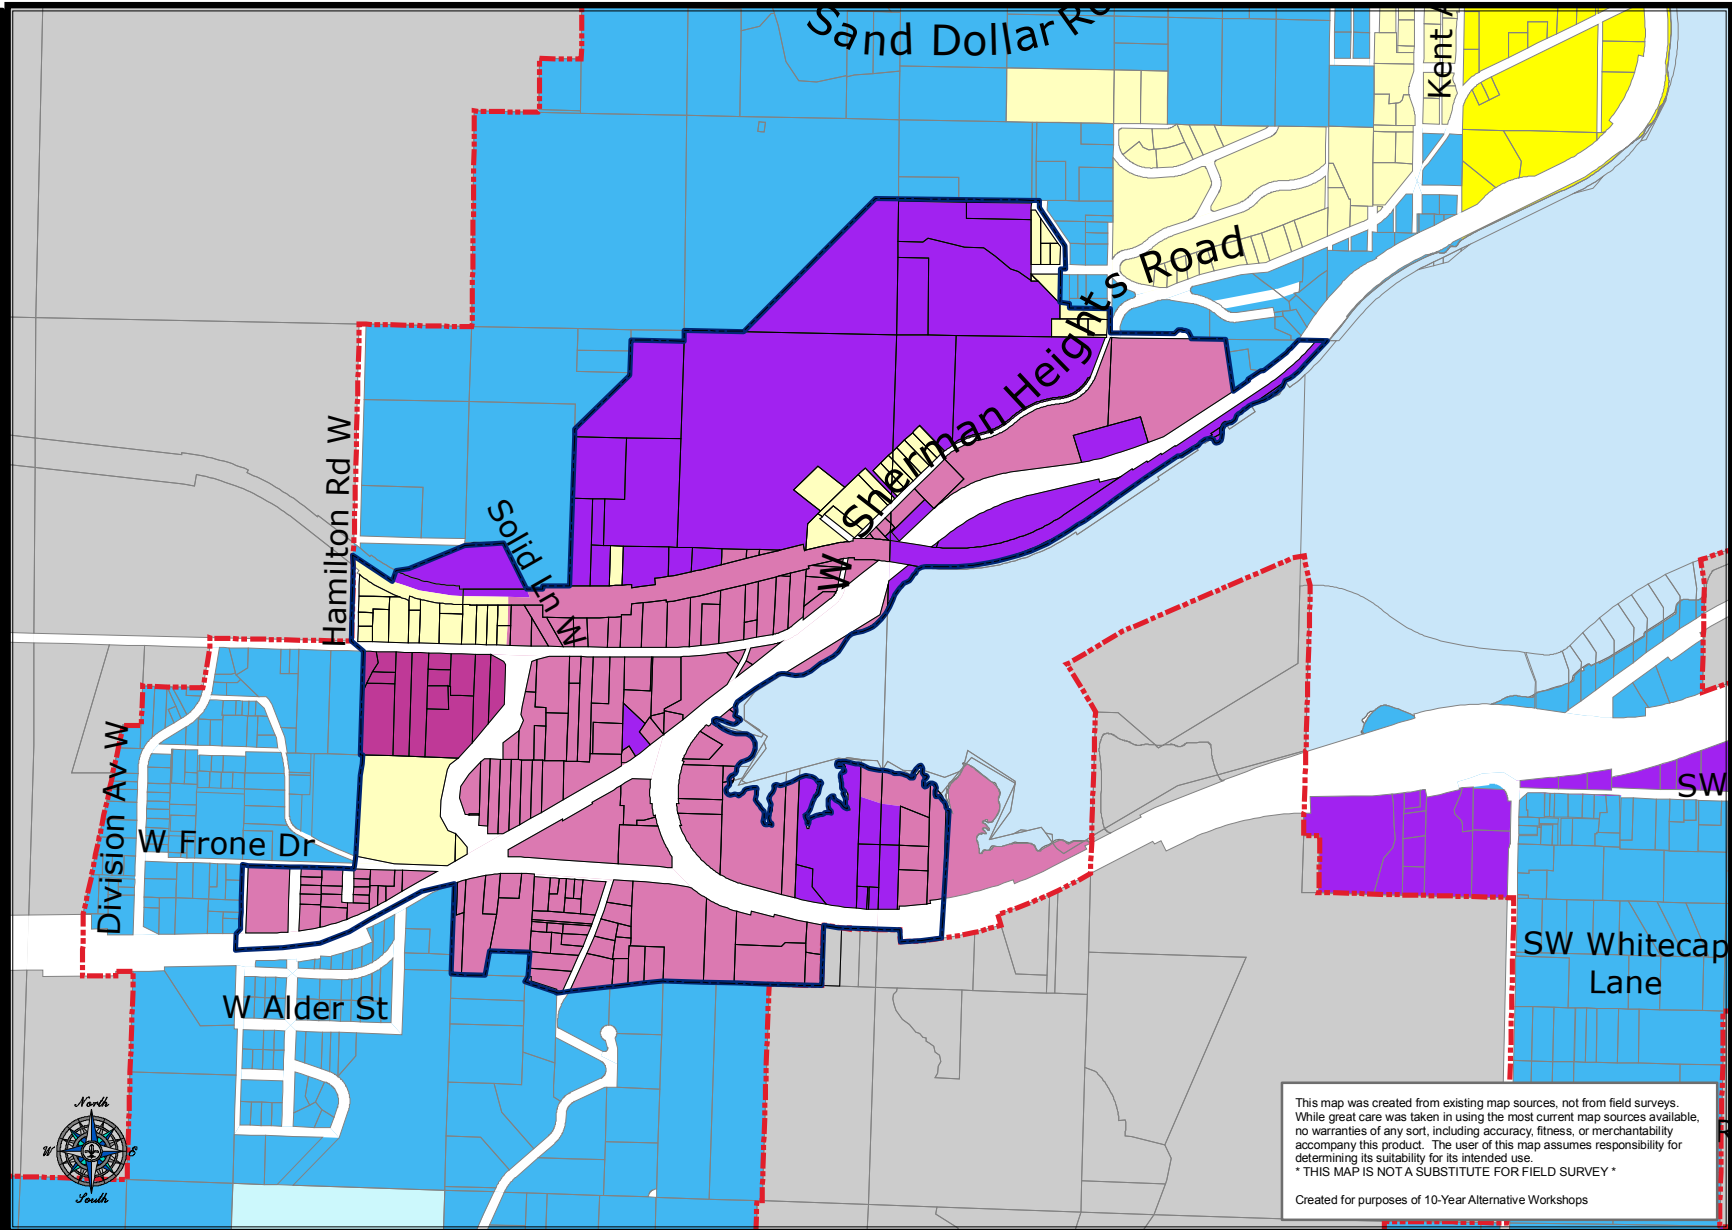 Sand Dollar
Kent
W Sherman Heights Road
Hamilton Rd W
Solid Ln W
Division Av W
W Frone Dr
W Alder St
SW
SW Whitecap
Lane
R
North
W
E
South
This map was created from existing map sources, not from field surveys.
While great care was taken in using the most current map sources available,
no warranties of any sort, including accuracy, fitness, or merchantability
accompany this product. The user of this map assumes responsibility for
determining its suitability for its intended use.
* THIS MAP IS NOT A SUBSTITUTE FOR FIELD SURVEY *
Created for purposes of 10-Year Alternative Workshops